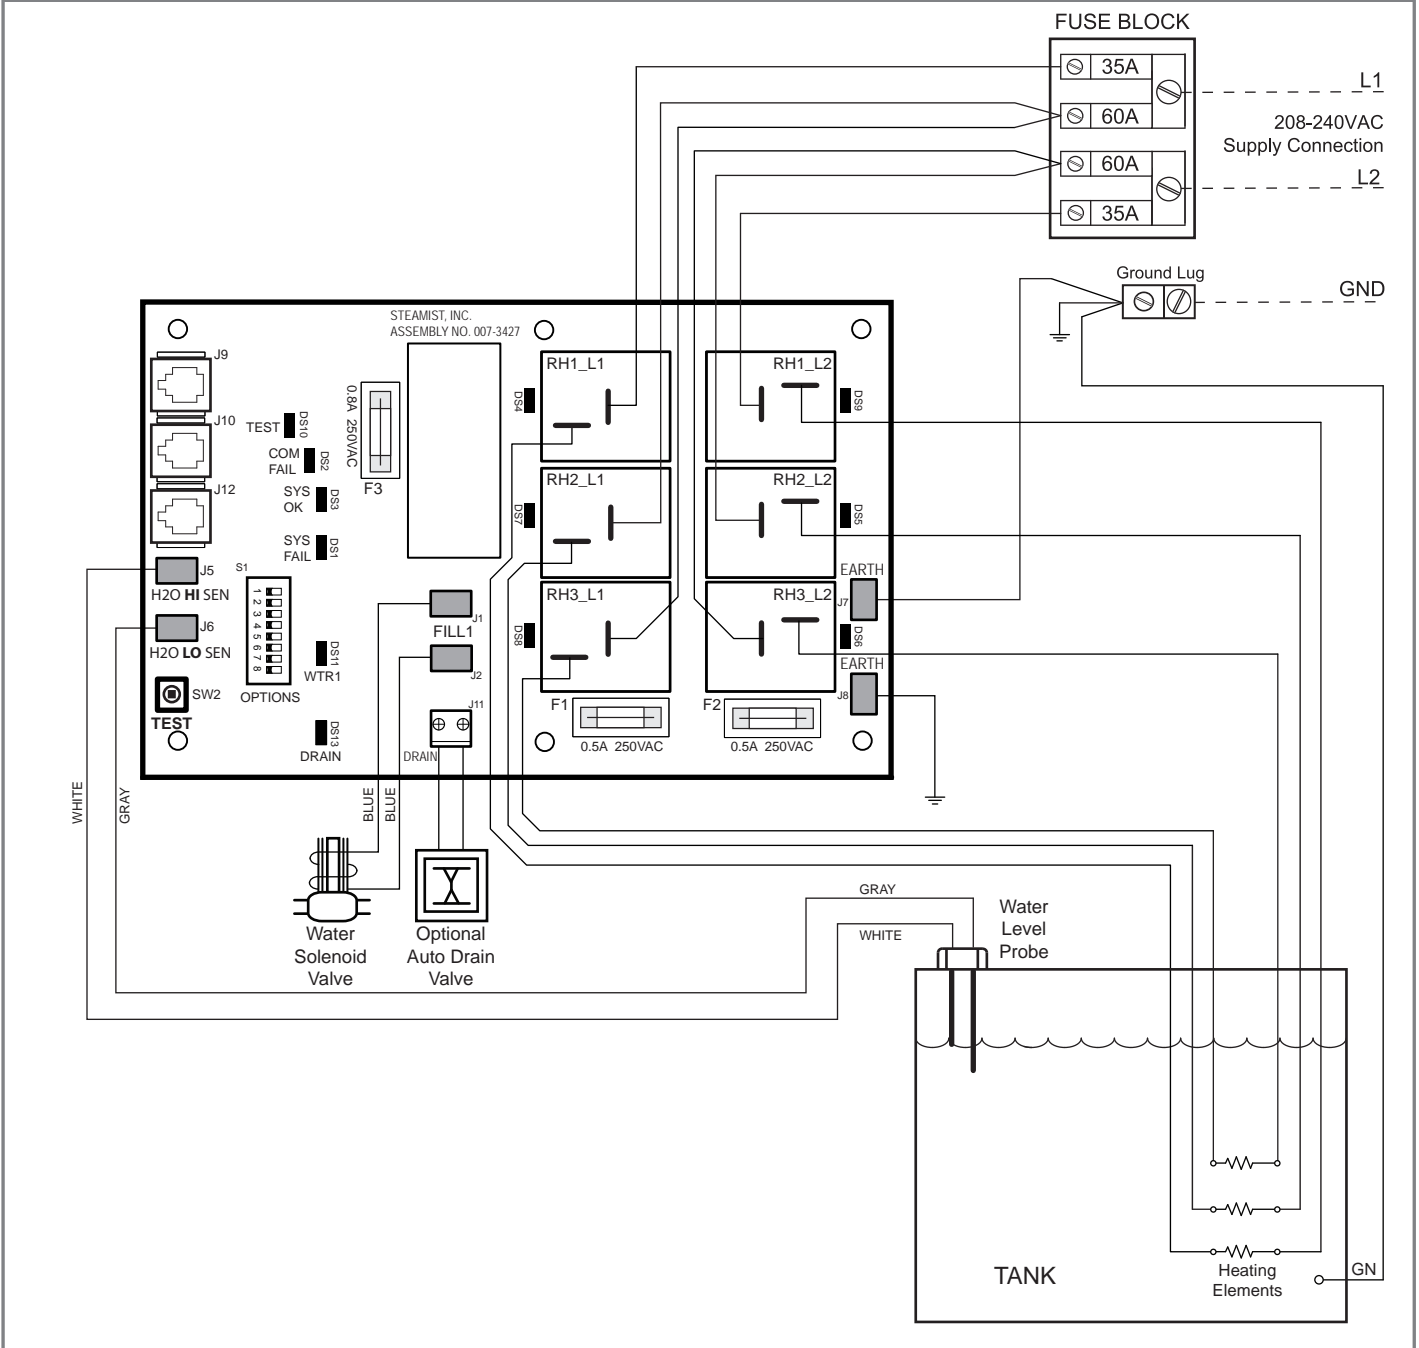 FUSE BLOCK
35A
L1
60A
208-240VAC
Supply Connection
60A
L2
35A
Ground Lug
GND
STEAMIST, INC.
ASSEMBLY NO. 007-3427
J9
RH1_L1
RH1_L2
DS4
DS9
0.8A 250VAC
J10
TEST
DS10
COM
FAIL
DS2
F3
RH2_L1
RH2_L2
J12
SYS
OK
DS3
DS7
DS5
SYS
FAIL
DS1
J5
S1
EARTH
H2O HI SEN
RH3_L1
RH3_L2
J7
1
2
3
4
5
6
7
8
J1
FILL1
J6
H2O LO SEN
DS8
DS6
DS11
WTR1
EARTH
J2
SW2
OPTIONS
J8
TEST
J11
F1
F2
DS13
DRAIN
DRAIN
0.5A 250VAC
0.5A 250VAC
WHITE
GRAY
BLUE
BLUE
GRAY
Water
Level
Probe
WHITE
Water
Solenoid
Valve
Optional
Auto Drain
Valve
TANK
Heating
Elements
GN